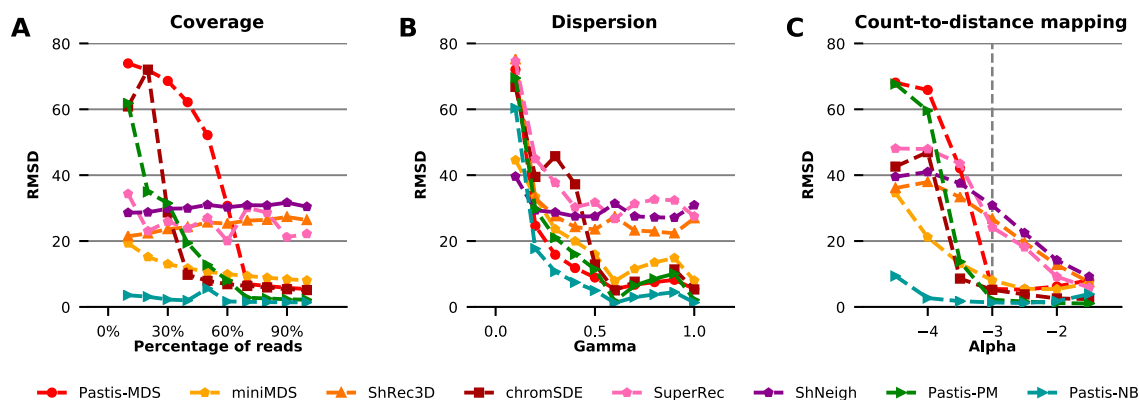 A Coverage B Dispersion C Count-to-distance mapping
80 80 80
60 60 60
40 40 40
20 20 20
0 0 0
RMSD RMSD RMSD
0% 30% 60% 90% 0.0 0.5 1.0 −4 −3 −2
Percentage of reads Gamma Alpha
Pastis-MDS miniMDS ShRec3D chromSDE SuperRec ShNeigh Pastis-PM Pastis-NB